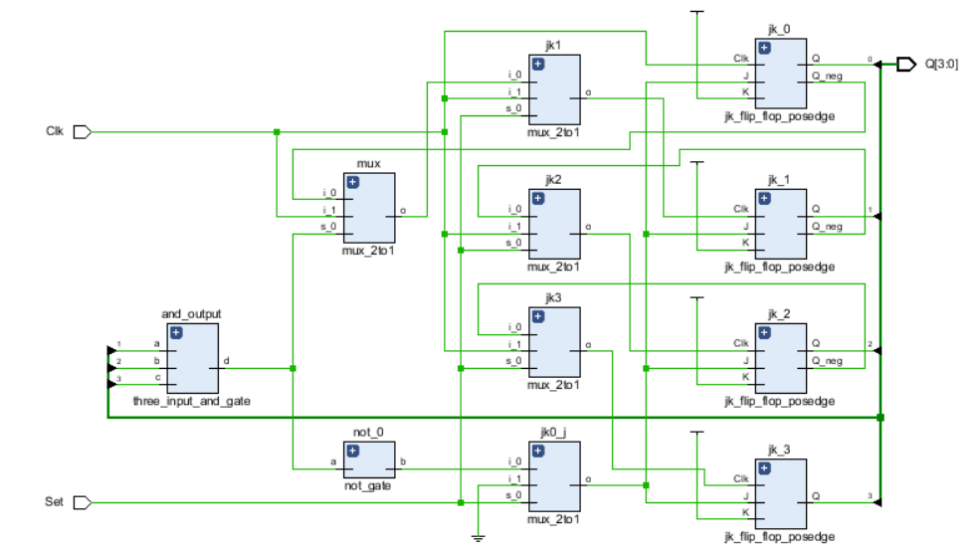 jk_0
Clk
J
K
Q
Q_neg
jk_flip_flop_posedge
0
Q[3:0]
jk1
i_0
i_1
s_0
o
mux_2to1
Clk
mux
i_0
i_1
s_0
o
mux_2to1
jk2
i_0
i_1
s_0
o
mux_2to1
jk_1
Clk
J
K
Q
Q_neg
jk_flip_flop_posedge
1
jk3
i_0
i_1
s_0
o
mux_2to1
jk_2
Clk
J
K
Q
Q_neg
jk_flip_flop_posedge
2
and_output
1
2
3
a
b
c
d
three_input_and_gate
not_0
a
b
not_gate
jk0_j
i_0
i_1
s_0
o
mux_2to1
jk_3
Clk
J
K
Q
jk_flip_flop_posedge
3
Set